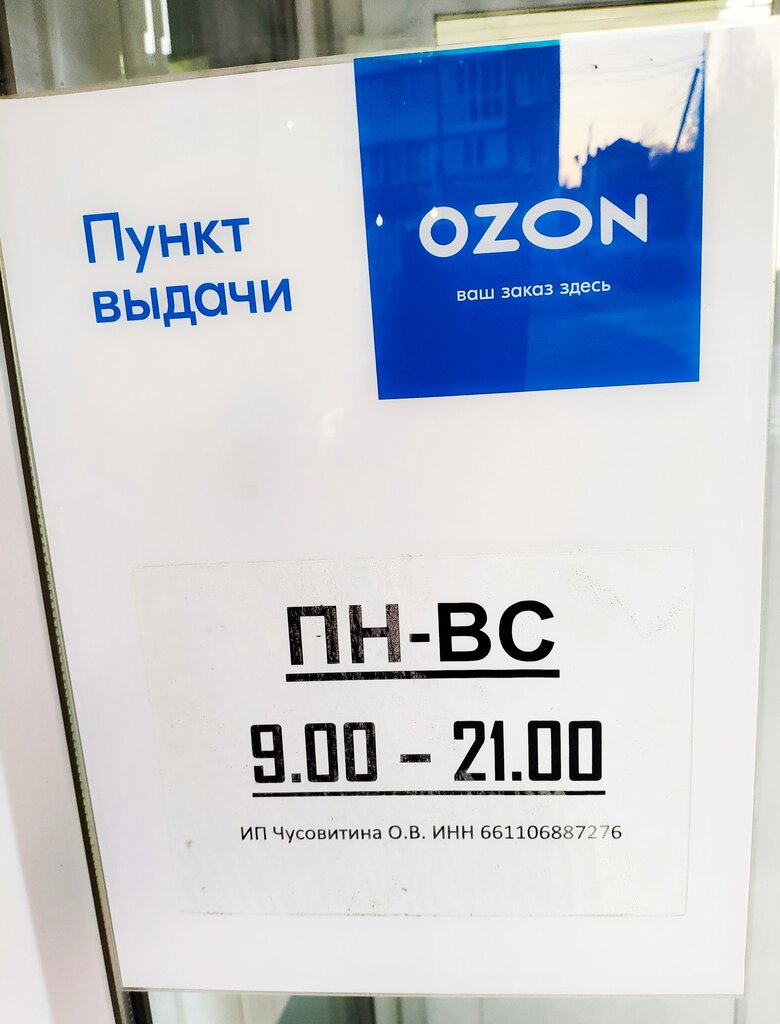 Пункт
выдачи
OZON
ваш заказ здесь
ПН-ВС
9.00 – 21.00
ИП Чусовитина О.В. ИНН 661106887276